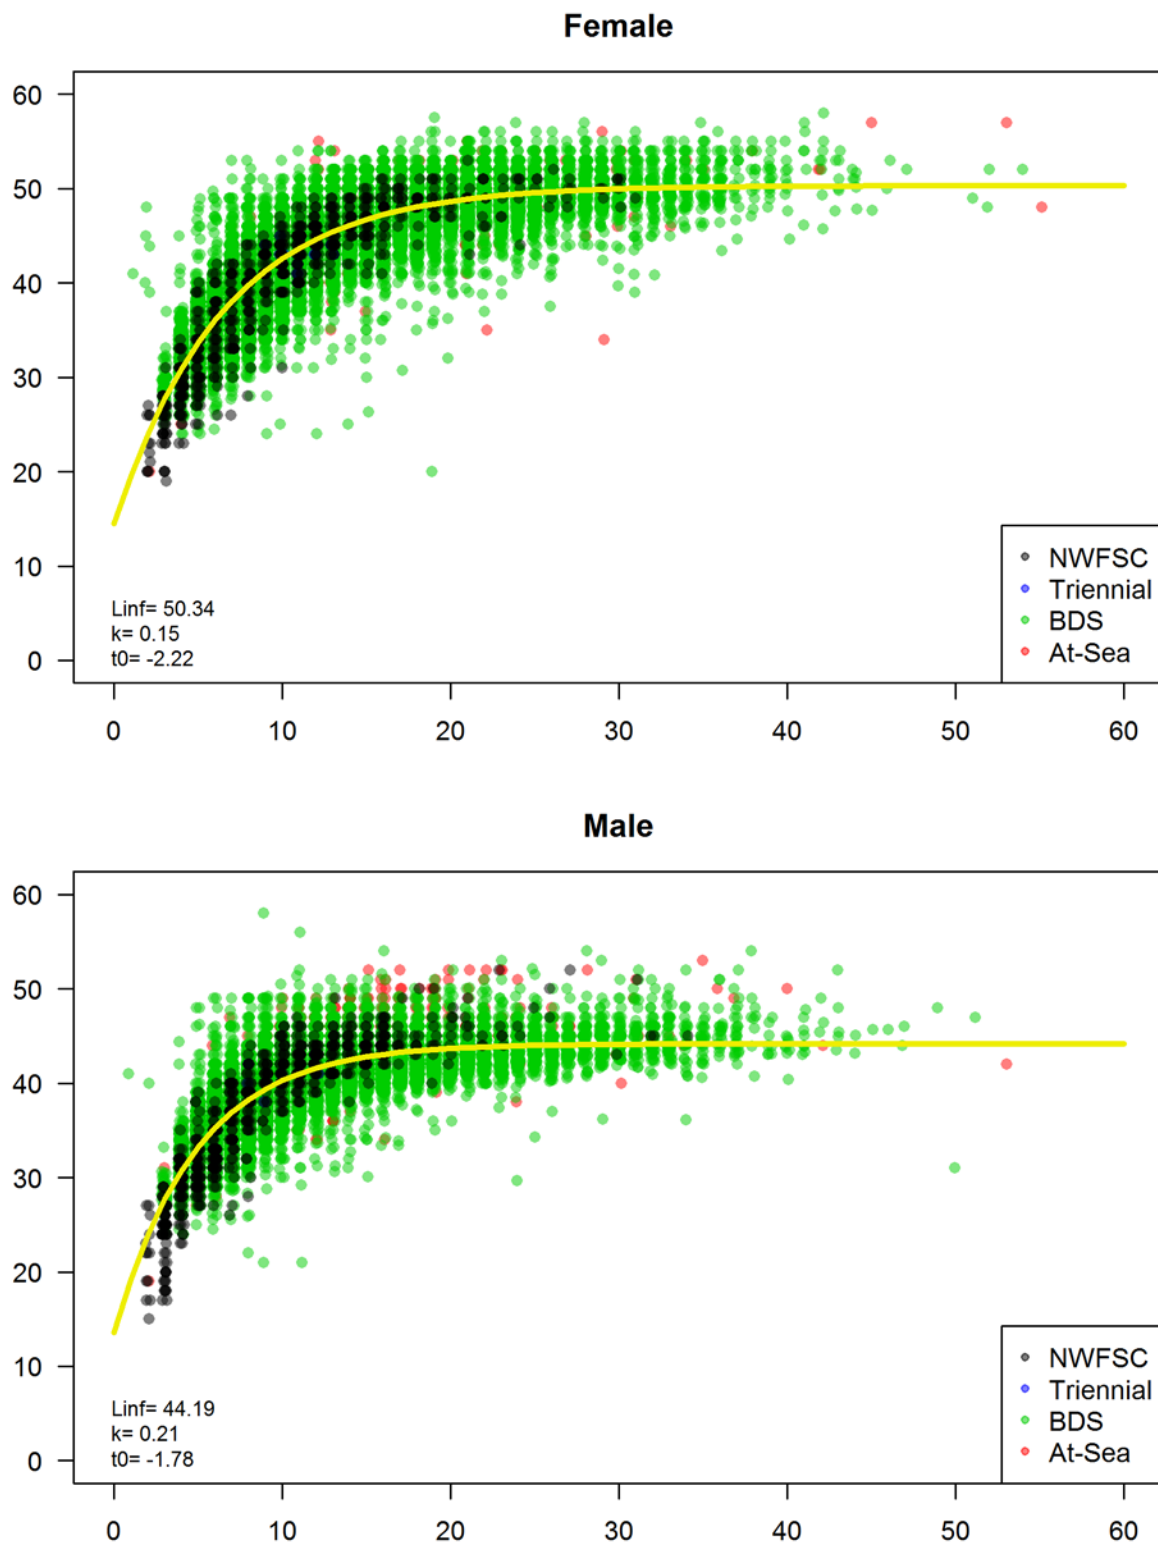 Female
60
50
40
30
20
10
0
Linf= 50.34
k= 0.15
t0= -2.22
NWFSC
Triennial
BDS
At-Sea
0 10 20 30 40 50 60
Male
60
50
40
30
20
10
0
Linf= 44.19
k= 0.21
t0= -1.78
NWFSC
Triennial
BDS
At-Sea
0 10 20 30 40 50 60